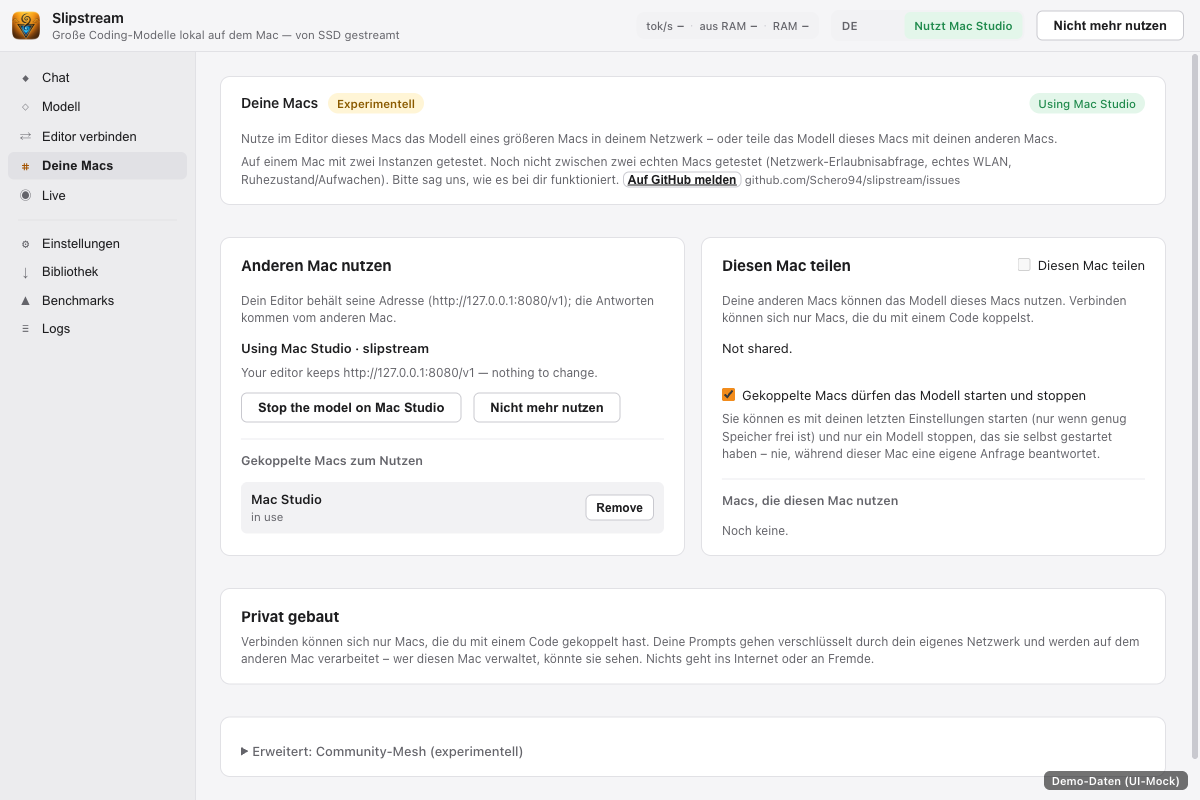 Slipstream
Große Coding-Modelle lokal auf dem Mac — von SSD gestreamt
tok/s – · aus RAM – · RAM –
DE
Nutzt Mac Studio
Nicht mehr nutzen
Chat
Modell
Editor verbinden
Deine Macs
Live
Einstellungen
Bibliothek
Benchmarks
Logs
Deine Macs
Experimentell
Using Mac Studio
Nutze im Editor dieses Macs das Modell eines größeren Macs in deinem Netzwerk – oder teile das Modell dieses Macs mit deinen anderen Macs.
Auf einem Mac mit zwei Instanzen getestet. Noch nicht zwischen zwei echten Macs getestet (Netzwerk-Erlaubnisabfrage, echtes WLAN,
Ruhezustand/Aufwachen). Bitte sag uns, wie es bei dir funktioniert. Auf GitHub melden github.com/Schero94/slipstream/issues
Anderen Mac nutzen
Dein Editor behält seine Adresse (http://127.0.0.1:8080/v1); die Antworten
kommen vom anderen Mac.
Using Mac Studio · slipstream
Your editor keeps http://127.0.0.1:8080/v1 — nothing to change.
Stop the model on Mac Studio
Nicht mehr nutzen
Gekoppelte Macs zum Nutzen
Mac Studio
in use
Remove
Diesen Mac teilen
Diesen Mac teilen
Deine anderen Macs können das Modell dieses Macs nutzen. Verbinden
können sich nur Macs, die du mit einem Code koppelst.
Not shared.
Gekoppelte Macs dürfen das Modell starten und stoppen
Sie können es mit deinen letzten Einstellungen starten (nur wenn genug
Speicher frei ist) und nur ein Modell stoppen, das sie selbst gestartet
haben – nie, während dieser Mac eine eigene Anfrage beantwortet.
Macs, die diesen Mac nutzen
Noch keine.
Privat gebaut
Verbinden können sich nur Macs, die du mit einem Code gekoppelt hast. Deine Prompts gehen verschlüsselt durch dein eigenes Netzwerk und werden auf dem
anderen Mac verarbeitet – wer diesen Mac verwaltet, könnte sie sehen. Nichts geht ins Internet oder an Fremde.
Erweitert: Community-Mesh (experimentell)
Demo-Daten (UI-Mock)